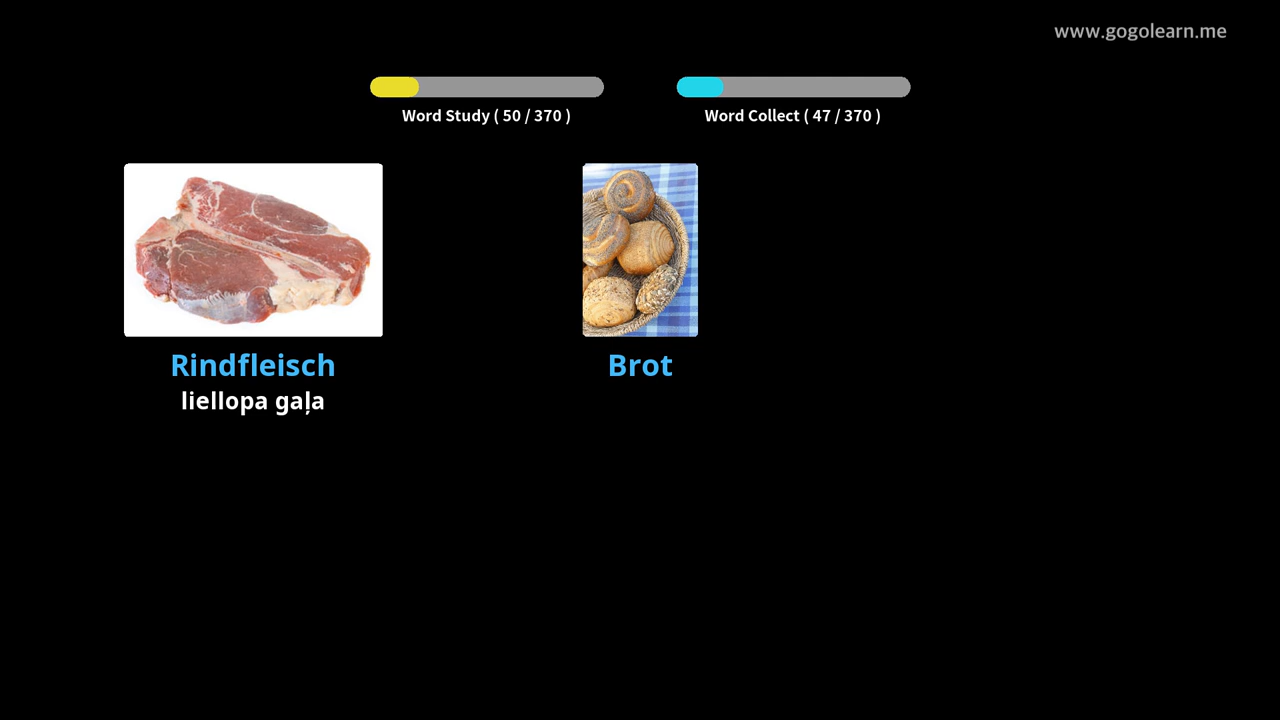 www.gogolearn.me
Word Study ( 50 / 370 )
Word Collect ( 47 / 370 )
Rindfleisch
liellopa gaļa
Brot